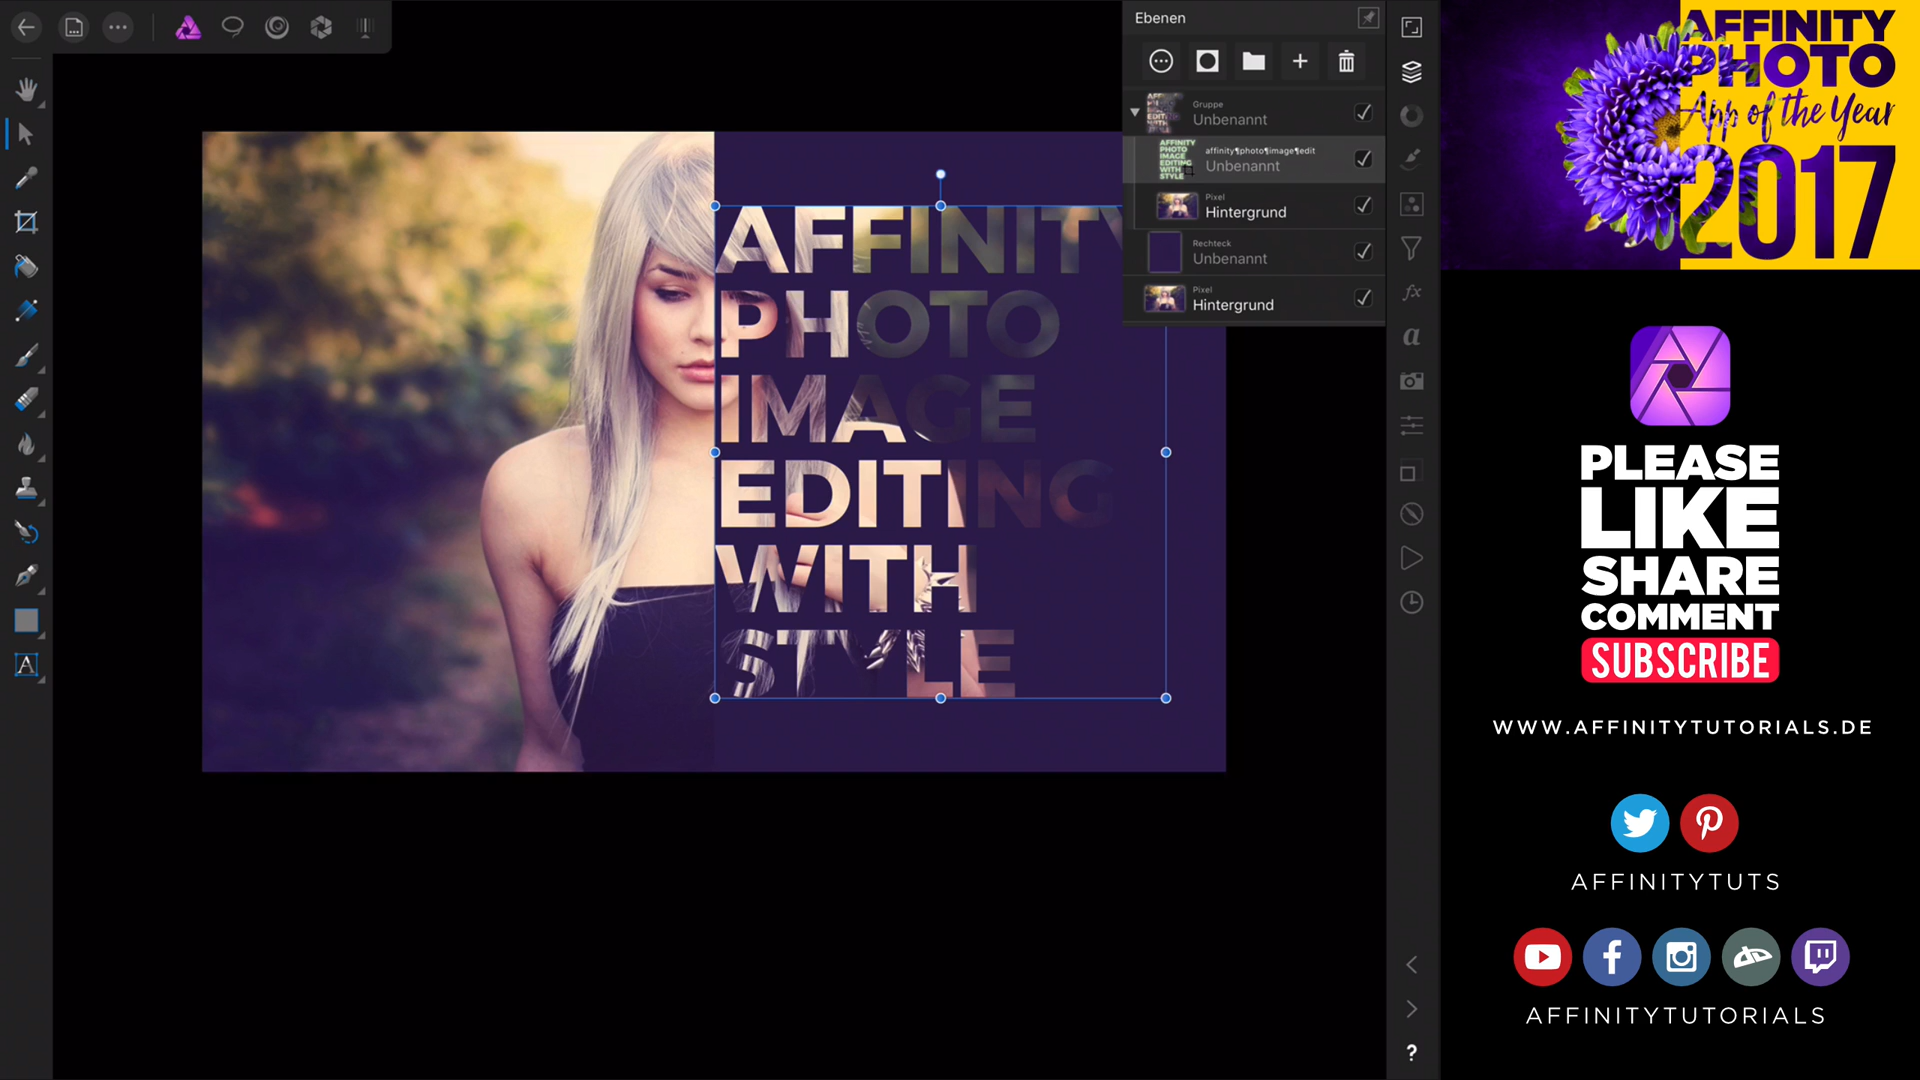 Ebenen
Gruppe
Unbenannt
affinity¶photo¶image¶edit
Unbenannt
Pixel
Hintergrund
Rechteck
Unbenannt
Pixel
Hintergrund
AFFINITY
PHOTO
IMAGE
EDITING
WITH
STYLE
fx
a
A
?
AFFINITY
PHOTO
App of the Year
2017
PLEASE
LIKE
SHARE
COMMENT
SUBSCRIBE
WWW.AFFINITYTUTORIALS.DE
AFFINITYTUTS
AFFINITYTUTORIALS